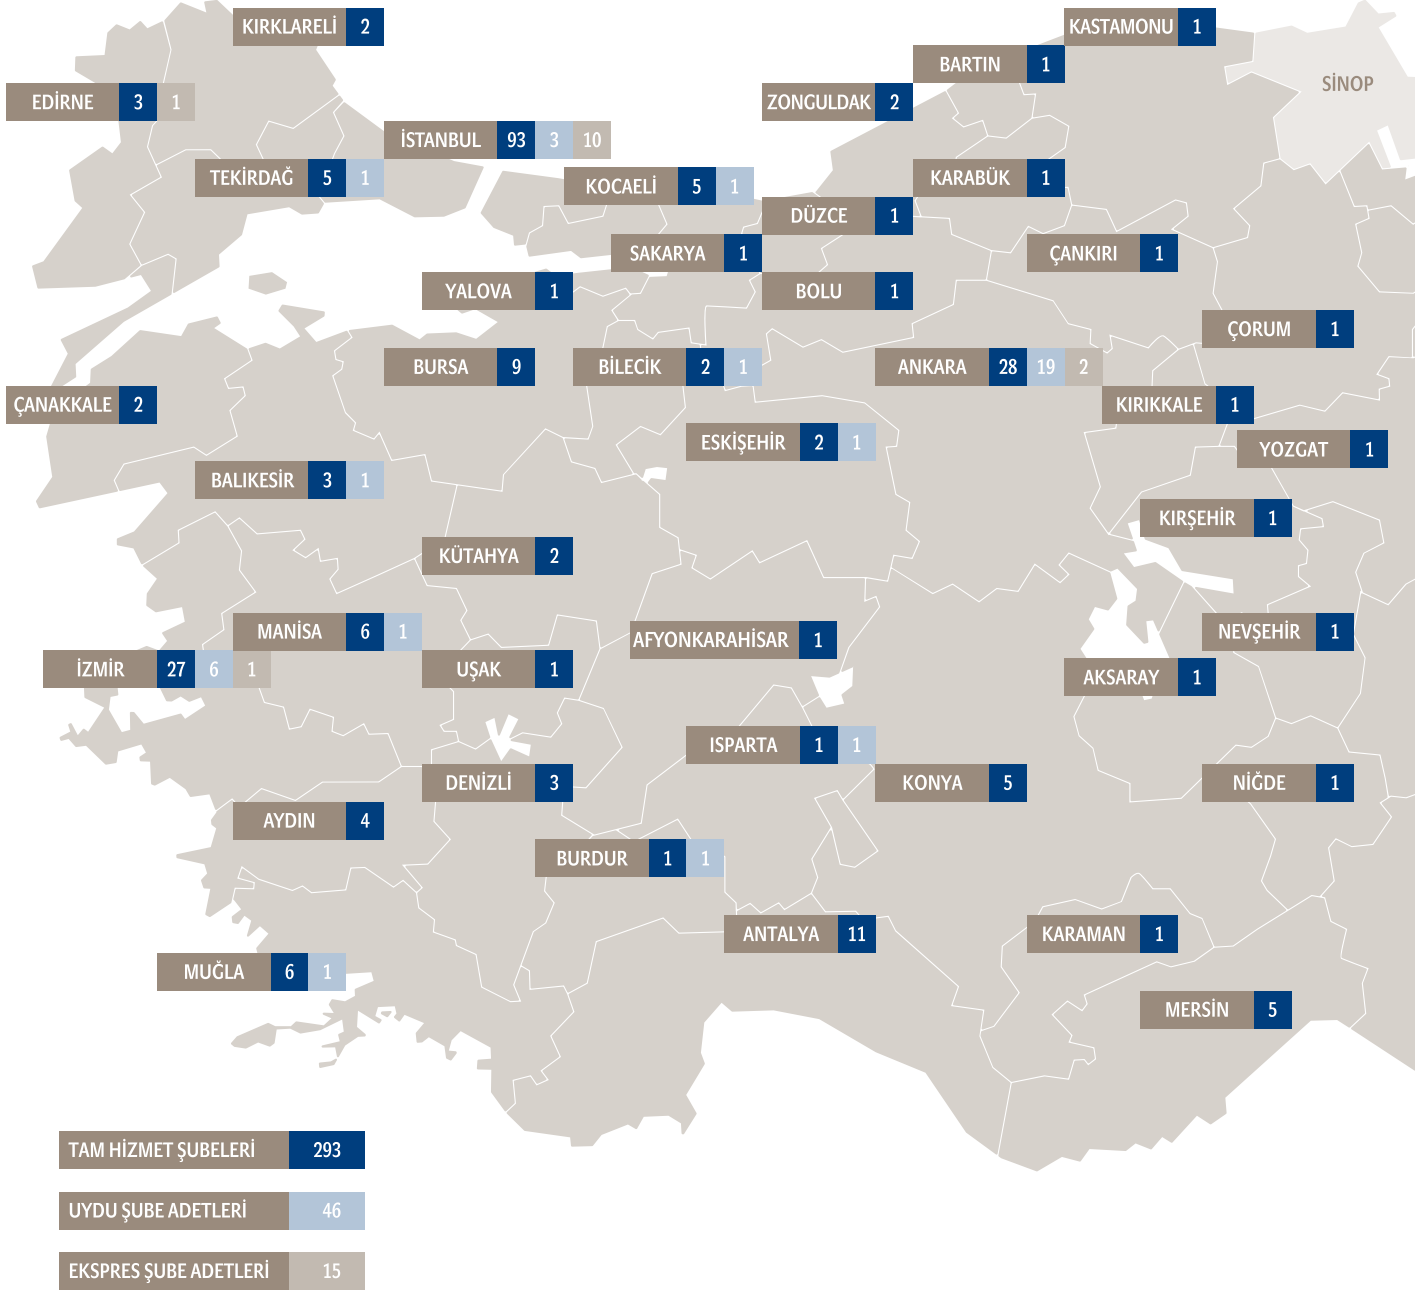 KIRKLARELİ 2
KASTAMONU 1
BARTIN 1
SİNOP
EDİRNE 3 1
ZONGULDAK 2
İSTANBUL 93 3 10
TEKİRDAĞ 5 1
KOCAELİ 5 1
KARABÜK 1
DÜZCE 1
SAKARYA 1
ÇANKIRI 1
YALOVA 1
BOLU 1
ÇORUM 1
BURSA 9
BİLECİK 2 1
ANKARA 28 19 2
ÇANAKKALE 2
KIRIKKALE 1
ESKİŞEHİR 2 1
YOZGAT 1
BALIKESİR 3 1
KIRŞEHİR 1
KÜTAHYA 2
MANİSA 6 1
AFYONKARAHİSAR 1
NEVŞEHİR 1
İZMİR 27 6 1
UŞAK 1
AKSARAY 1
ISPARTA 1 1
DENİZLİ 3
KONYA 5
NİĞDE 1
AYDIN 4
BURDUR 1 1
ANTALYA 11
KARAMAN 1
MUĞLA 6 1
MERSİN 5
TAM HİZMET ŞUBELERİ 293
UYDU ŞUBE ADETLERİ 46
EKSPRES ŞUBE ADETLERİ 15